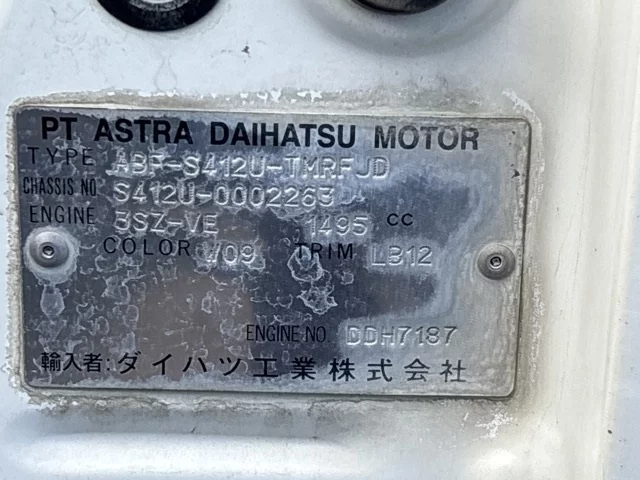 PT ASTRA DAIHATSU MOTOR
TYPE ABF-S412U-TMRFJD
CHASSIS NO. S412U-0002263
ENGINE 3SZ-VE 1495 CC
COLOR W09 TRIM LB12
ENGINE NO. DDH7187
輸入者:ダイハツ工業株式会社